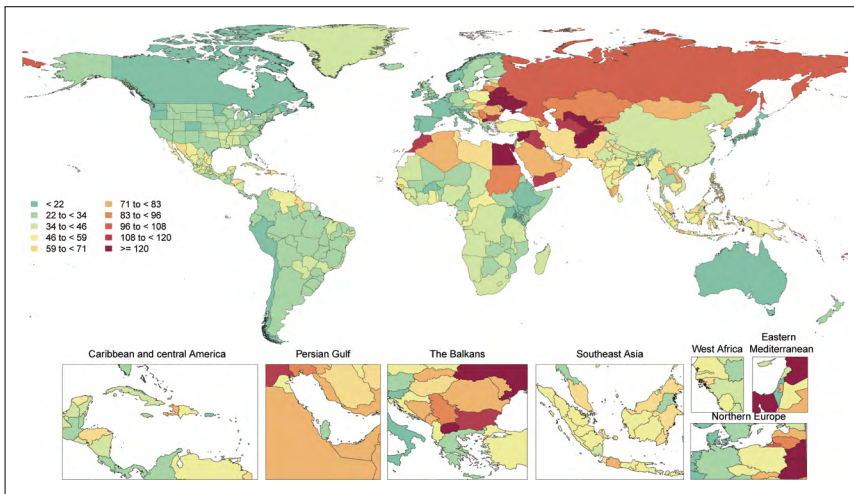 < 22
22 to < 34
34 to < 46
46 to < 59
59 to < 71
71 to < 83
83 to < 96
96 to < 108
108 to < 120
>= 120
Caribbean and central America
Persian Gulf
The Balkans
Southeast Asia
West Africa
Eastern
Mediterranean
Northern Europe